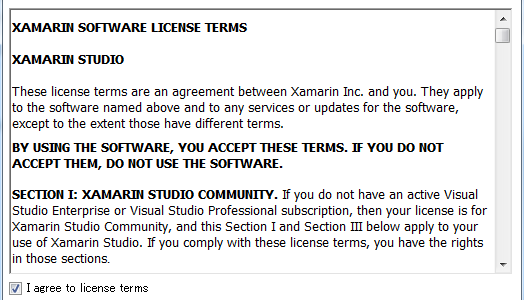 XAMARIN SOFTWARE LICENSE TERMS
XAMARIN STUDIO
These license terms are an agreement between Xamarin Inc. and you. They apply
to the software named above and to any services or updates for the software,
except to the extent those have different terms.
BY USING THE SOFTWARE, YOU ACCEPT THESE TERMS. IF YOU DO NOT
ACCEPT THEM, DO NOT USE THE SOFTWARE.
SECTION I: XAMARIN STUDIO COMMUNITY. If you do not have an active Visual
Studio Enterprise or Visual Studio Professional subscription, then your license is for
Xamarin Studio Community, and this Section I and Section III below apply to your
use of Xamarin Studio. If you comply with these license terms, you have the rights
in those sections.
I agree to license terms